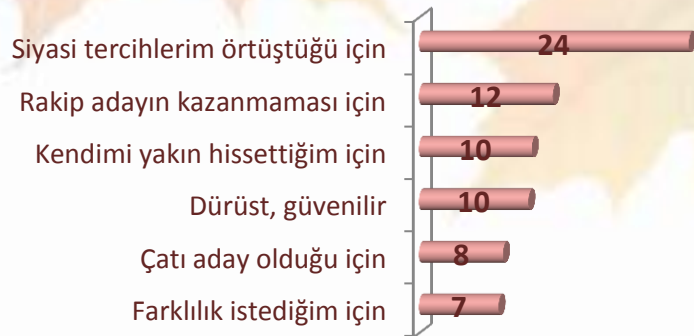 Siyasi tercihlerim örtüştüğü için 24
Rakip adayın kazanmaması için 12
Kendimi yakın hissettiğim için 10
Dürüst, güvenilir 10
Çatı aday olduğu için 8
Farklılık istediğim için 7